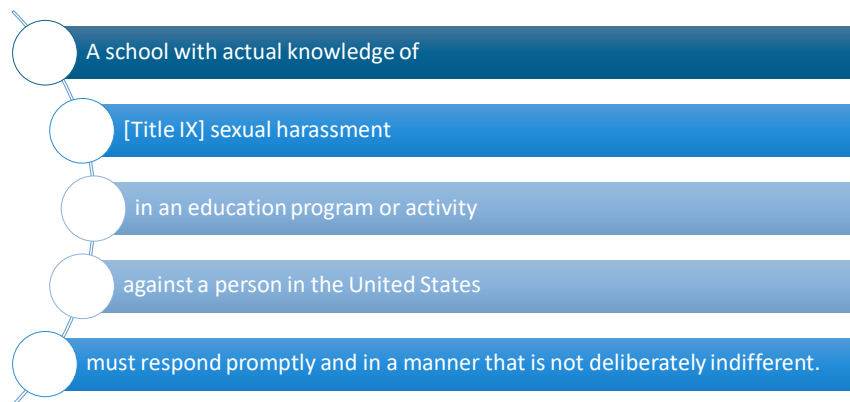 A school with actual knowledge of
[Title IX] sexual harassment
in an education program or activity
against a person in the United States
must respond promptly and in a manner that is not deliberately indifferent.